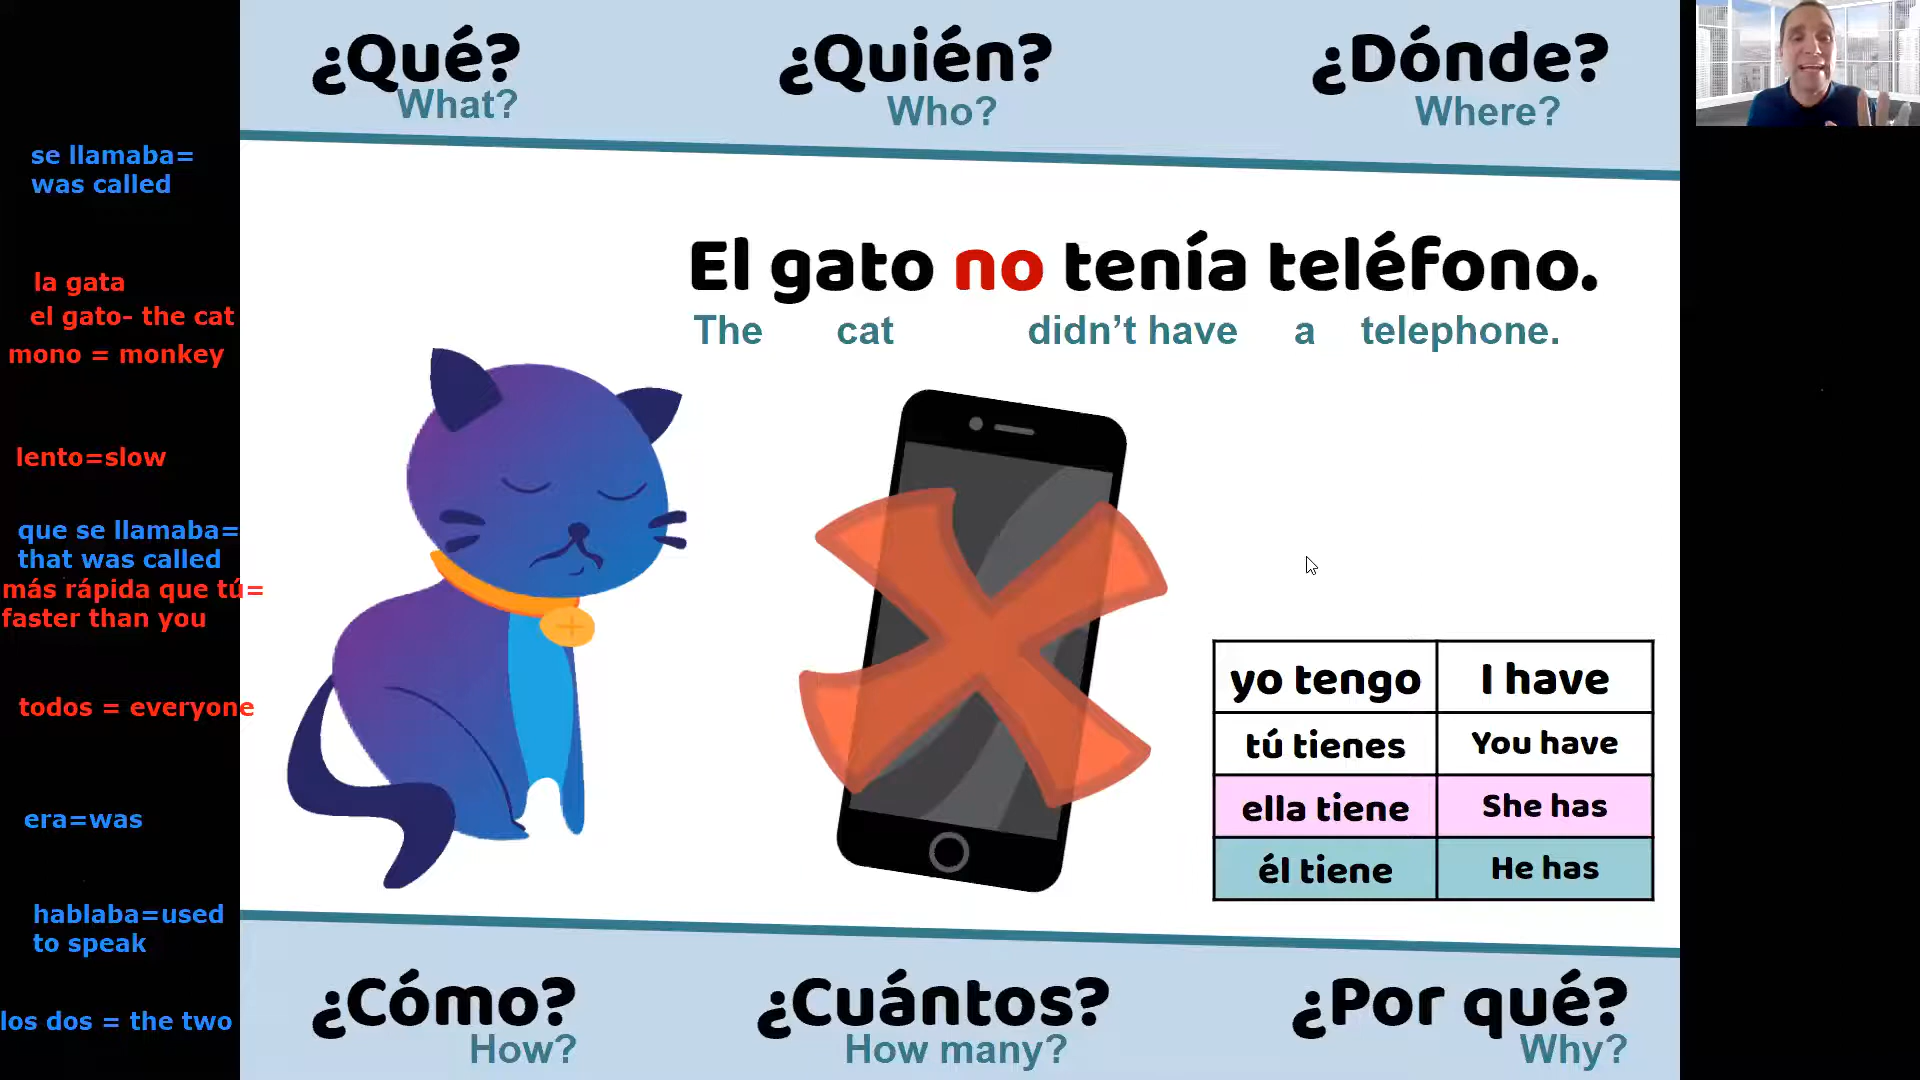 ¿Qué?
What?
¿Quién?
Who?
¿Dónde?
Where?
se llamaba=
was called
la gata
el gato- the cat
mono = monkey
lento=slow
que se llamaba=
that was called
más rápida que tú=
faster than you
todos = everyone
era=was
hablaba=used
to speak
los dos = the two
El gato no tenía teléfono.
The cat didn't have a telephone.
yo tengo I have
tú tienes You have
ella tiene She has
él tiene He has
¿Cómo?
How?
¿Cuántos?
How many?
¿Por qué?
Why?